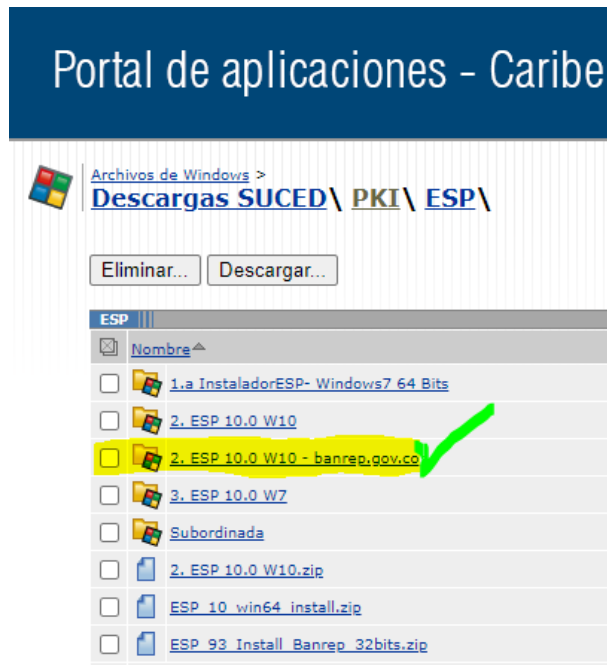 Portal de aplicaciones - Caribe
Archivos de Windows >
Descargas SUCED\ PKI\ ESP\
Eliminar... Descargar...
ESP
Nombre
1.a InstaladorESP- Windows7 64 Bits
2. ESP 10.0 W10
2. ESP 10.0 W10 - banrep.gov.co
3. ESP 10.0 W7
Subordinada
2. ESP 10.0 W10.zip
ESP_10_win64_install.zip
ESP_93_Install_Banrep_32bits.zip